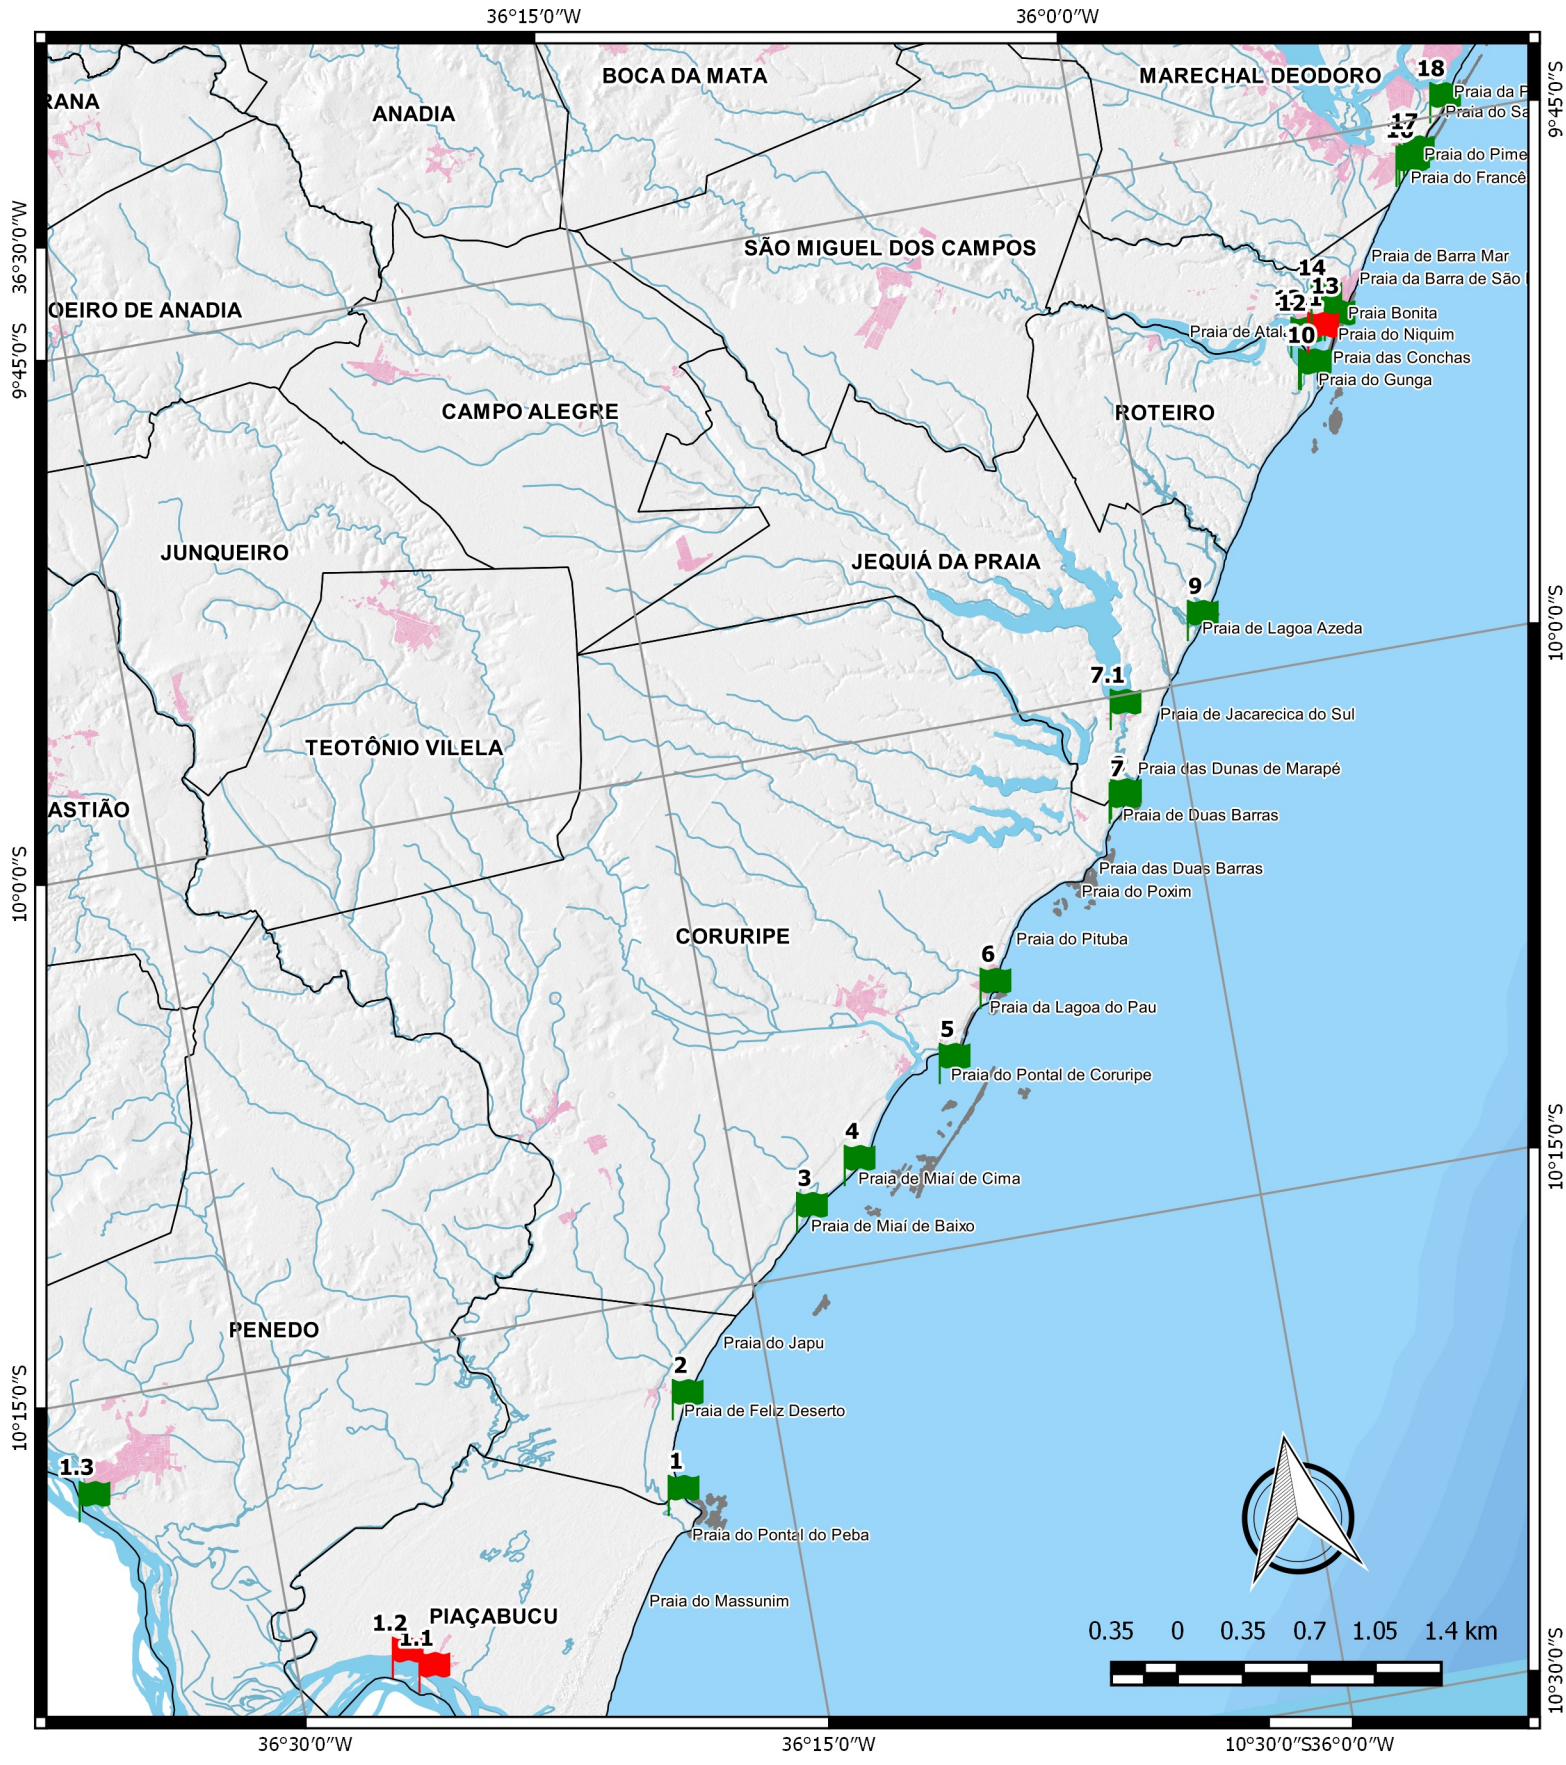 36°15'0"W
36°0'0"W
BOCA DA MATA
MARECHAL DEODORO
18
Praia da P
ANADIA
Praia do Sa
9°45'0"S
17
Praia do Pime
Praia do Francê
36°30'0"W
SÃO MIGUEL DOS CAMPOS
Praia de Barra Mar
14
Praia da Barra de São
13
OEIRO DE ANADIA
12
Praia Bonita
Praia de Atala
10
Praia do Niquim
9°45'0"S
Praia das Conchas
Praia do Gunga
CAMPO ALEGRE
ROTEIRO
JUNQUEIRO
JEQUIÁ DA PRAIA
9
Praia de Lagoa Azeda
10°0'0"S
7.1
Praia de Jacarecica do Sul
TEOTÔNIO VILELA
7
Praia das Dunas de Marapé
ASTIÃO
Praia de Duas Barras
10°0'0"S
Praia das Duas Barras
Praia do Poxim
CORURIPE
Praia do Pituba
6
Praia da Lagoa do Pau
5
Praia do Pontal de Coruripe
10°15'0"S
4
Praia de Miaí de Cima
3
Praia de Miaí de Baixo
PENEDO
Praia do Japu
2
Praia de Feliz Deserto
10°15'0"S
1.3
1
Praia do Pontal do Peba
Praia do Massunim
1.2
PIAÇABUCU
1.1
0.35 0 0.35 0.7 1.05 1.4 km
10°30'0"S
36°30'0"W
36°15'0"W
10°30'0"S36°0'0"W